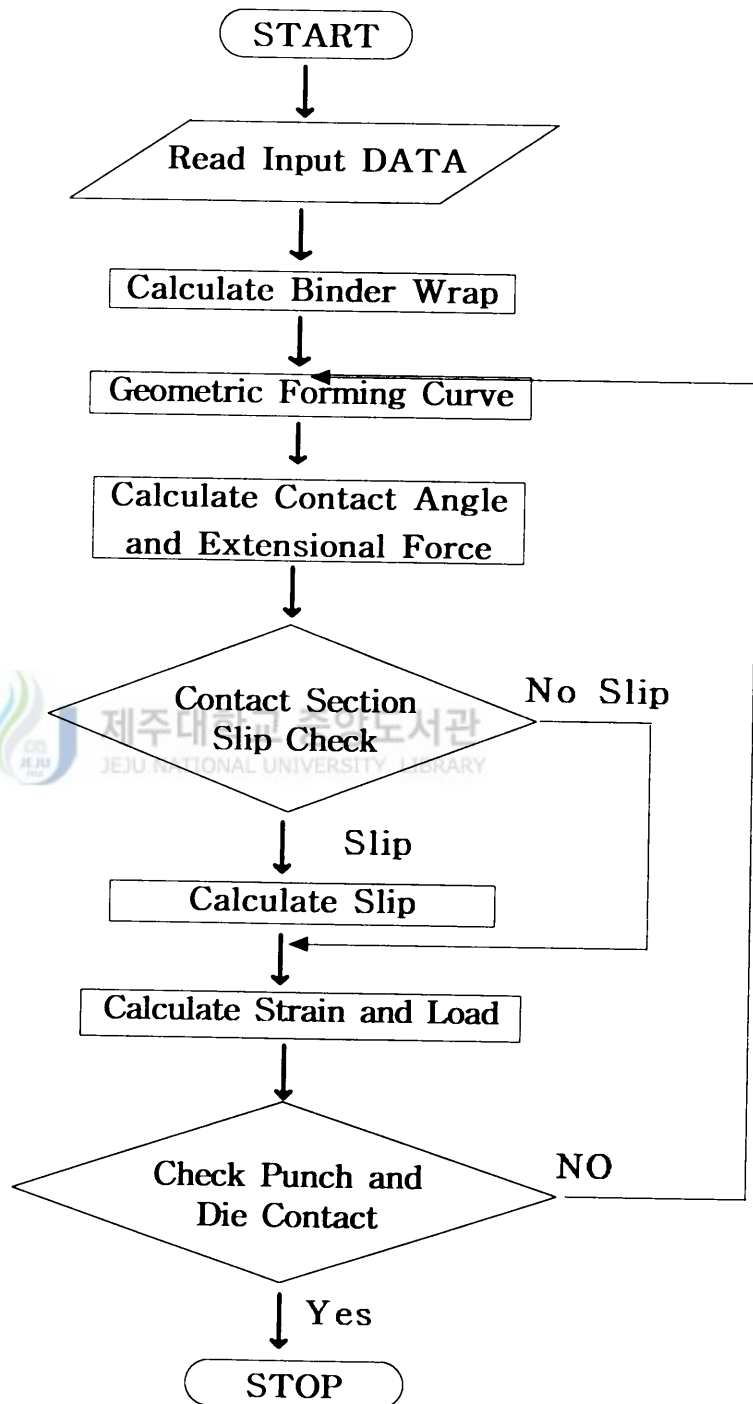 START
Read Input DATA
Calculate Binder Wrap
Geometric Forming Curve
Calculate Contact Angle
and Extensional Force
Contact Section
Slip Check
No Slip
제주대학교 중앙도서관
JEJU NATIONAL UNIVERSITY LIBRARY
JEJU
1952
Slip
Calculate Slip
Calculate Strain and Load
Check Punch and
Die Contact
NO
Yes
STOP